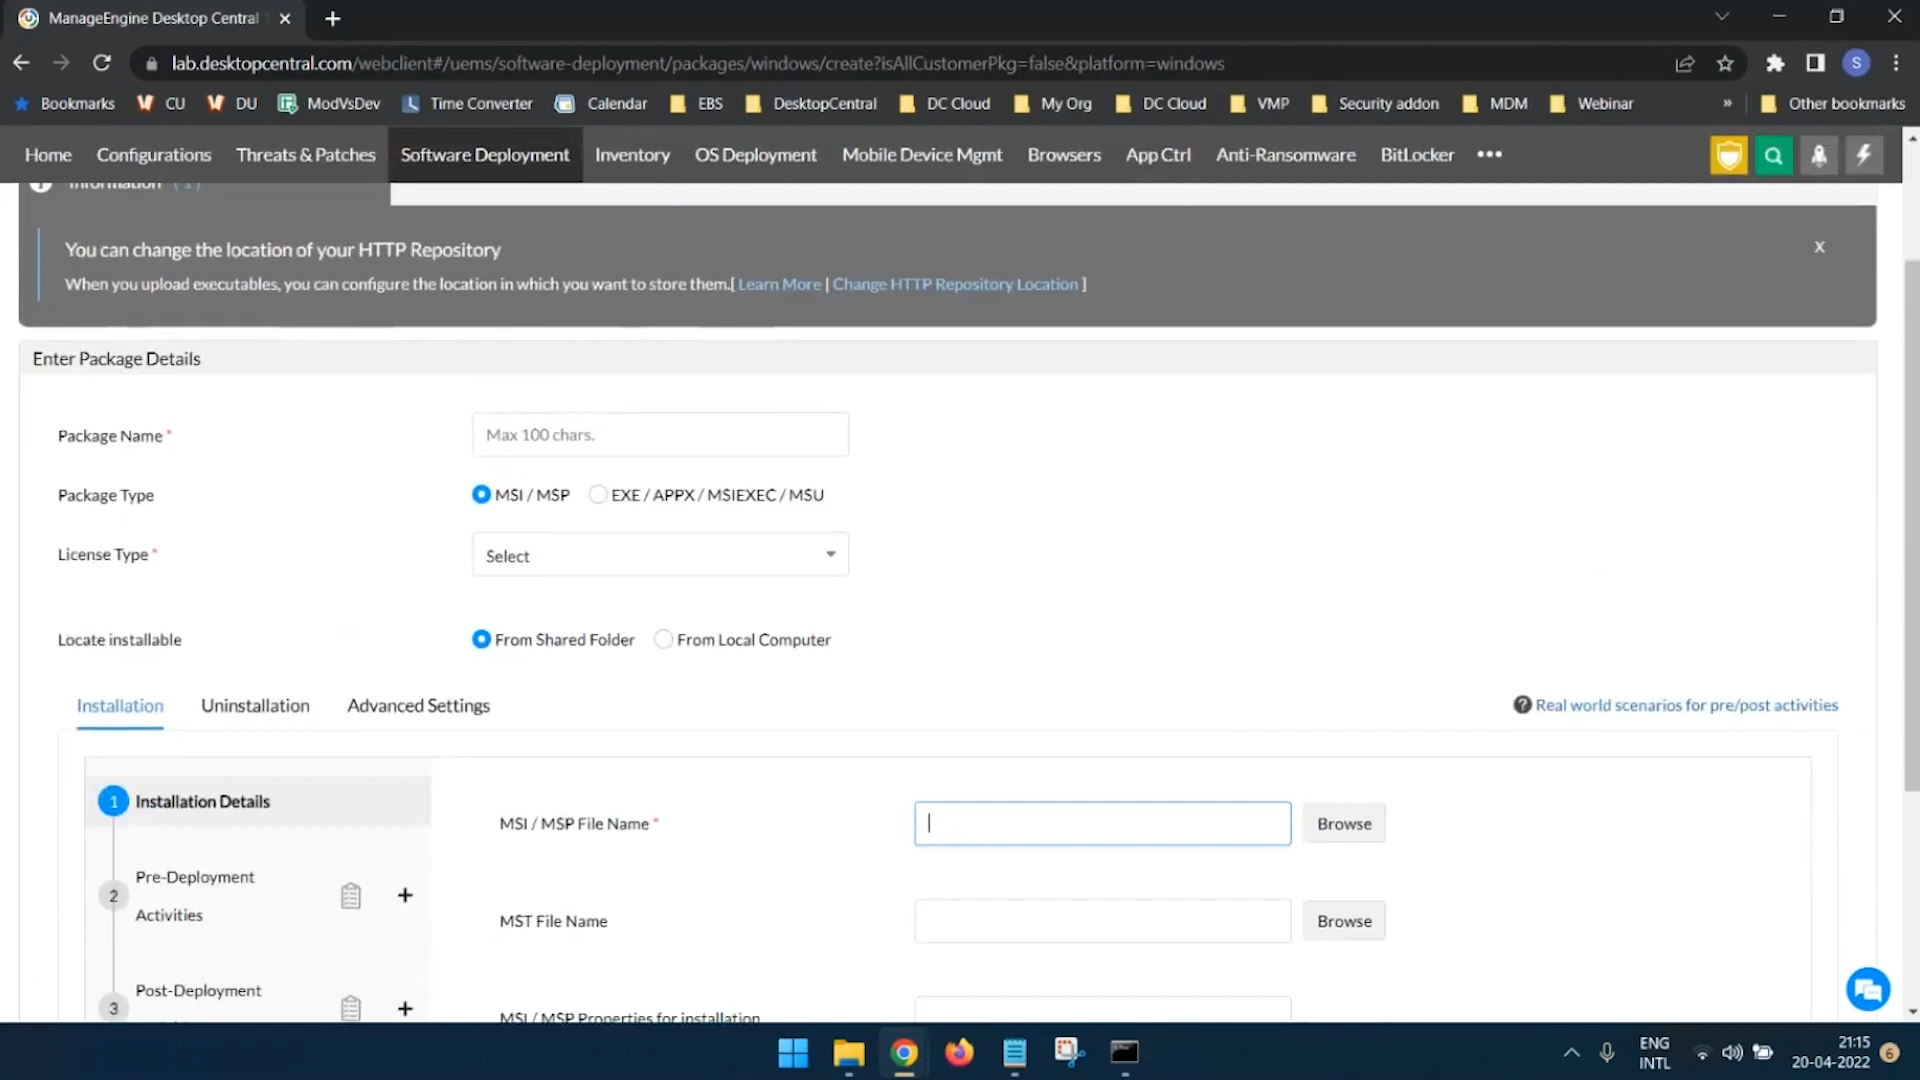 ManageEngine Desktop Central
lab.desktopcentral.com/webclient#/uems/software-deployment/packages/windows/create?isAllCustomerPkg=false&platform=windows
S
Bookmarks CU DU ModVsDev Time Converter Calendar EBS DesktopCentral DC Cloud My Org DC Cloud VMP Security addon MDM Webinar » Other bookmarks
Home Configurations Threats & Patches Software Deployment Inventory OS Deployment Mobile Device Mgmt Browsers App Ctrl Anti-Ransomware BitLocker •••
Information ( 1 )
You can change the location of your HTTP Repository
x
When you upload executables, you can configure the location in which you want to store them.[ Learn More | Change HTTP Repository Location ]
Enter Package Details
Package Name *
Max 100 chars.
Package Type
MSI / MSP EXE / APPX / MSIEXEC / MSU
License Type *
Select
Locate installable
From Shared Folder From Local Computer
Installation Uninstallation Advanced Settings
? Real world scenarios for pre/post activities
1 Installation Details
MSI / MSP File Name *
Browse
2 Pre-Deployment
Activities
+
MST File Name
Browse
3 Post-Deployment
+
MSI / MSP Properties for installation
ENG
INTL
21:15
20-04-2022
6